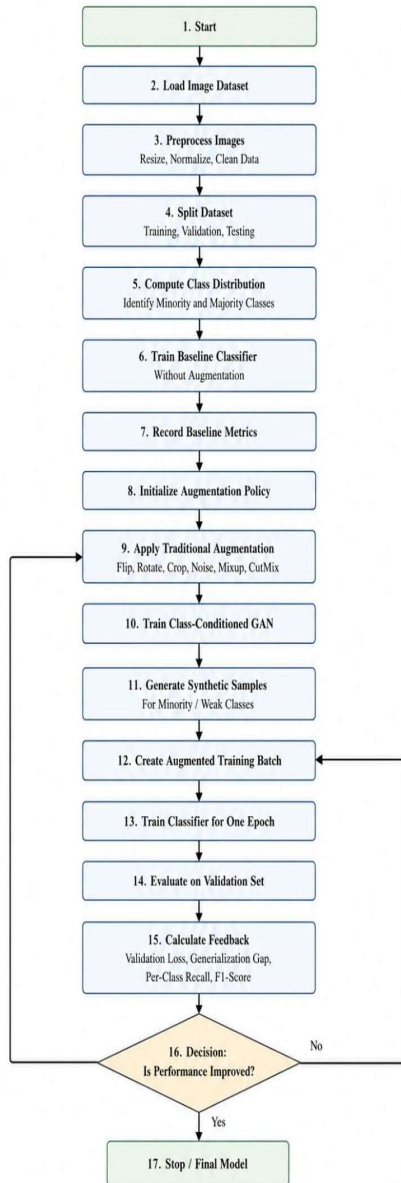 1. Start
2. Load Image Dataset
3. Preprocess Images
Resize, Normalize, Clean Data
4. Split Dataset
Training, Validation, Testing
5. Compute Class Distribution
Identify Minority and Majority Classes
6. Train Baseline Classifier
Without Augmentation
7. Record Baseline Metrics
8. Initialize Augmentation Policy
9. Apply Traditional Augmentation
Flip, Rotate, Crop, Noise, Mixup, CutMix
10. Train Class-Conditioned GAN
11. Generate Synthetic Samples
For Minority / Weak Classes
12. Create Augmented Training Batch
13. Train Classifier for One Epoch
14. Evaluate on Validation Set
15. Calculate Feedback
Validation Loss, Generialization Gap,
Per-Class Recall, F1-Score
16. Decision:
Is Performance Improved?
No
Yes
17. Stop / Final Model